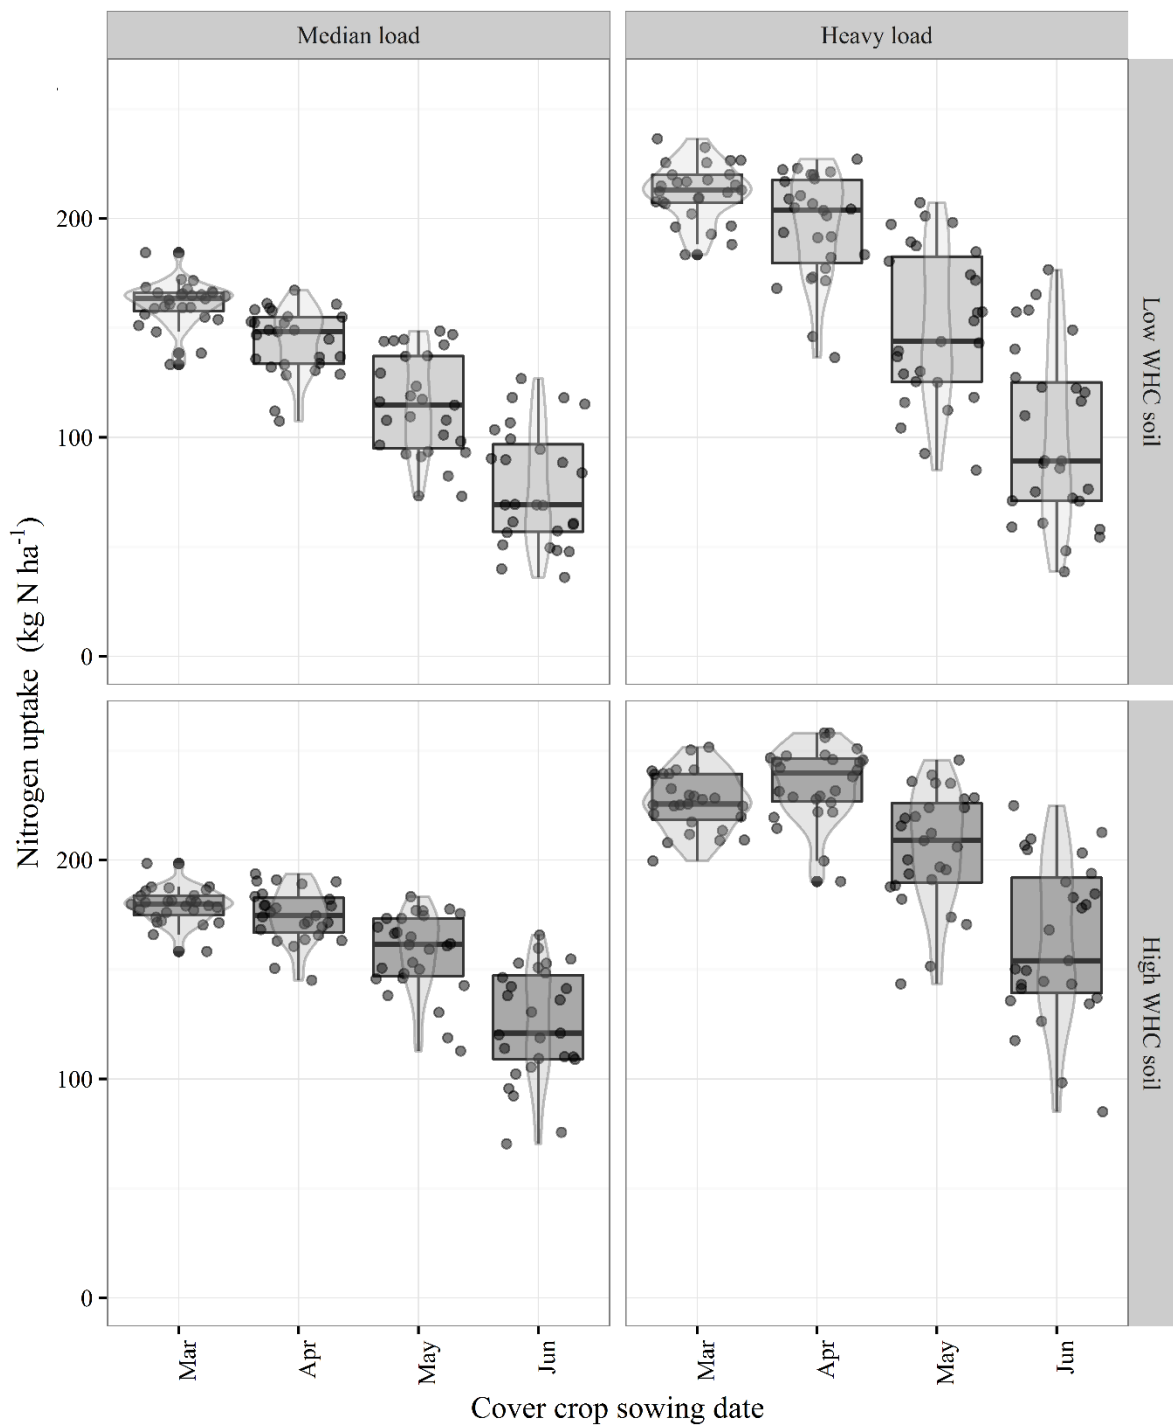 Median load
Heavy load
200
100
0
Low WHC soil
200
100
0
High WHC soil
Nitrogen uptake (kg N ha⁻¹)
Mar
Apr
May
Jun
Mar
Apr
May
Jun
Cover crop sowing date